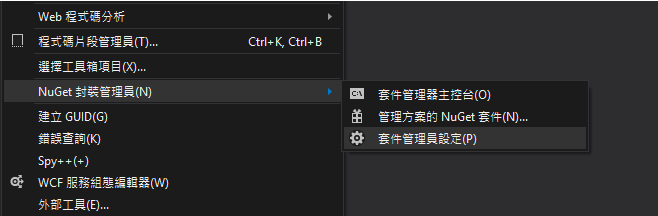 Web 程式碼分析
程式碼片段管理員(T)... Ctrl+K, Ctrl+B
選擇工具箱項目(X)...
NuGet 封裝管理員(N)
C:\ 套件管理器主控台(O)
建立 GUID(G)
管理方案的 NuGet 套件(N)...
錯誤查詢(K)
套件管理員設定(P)
Spy++(+)
WCF 服務組態編輯器(W)
外部工具(E)...